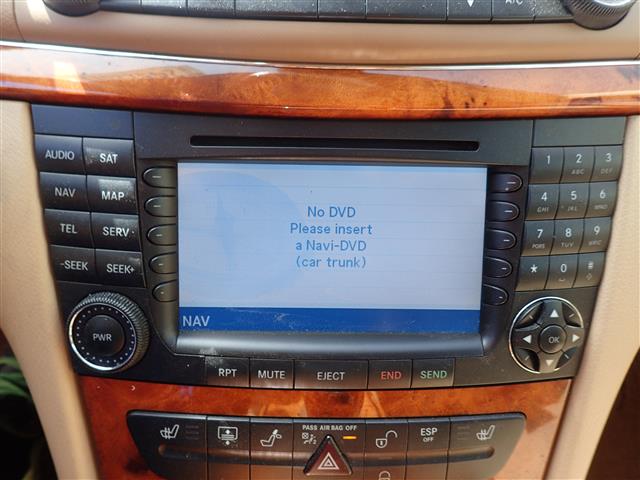 A/C
AUDIO SAT
NAV MAP
TEL SERV
-SEEK SEEK+
PWR
No DVD
Please insert
a Navi-DVD
(car trunk)
NAV
1 2 ABC 3 DEF
4 GHI 5 JKL 6 MNO
7 PQRS 8 TUV 9 WXYZ
* 0 #
OK
RPT MUTE EJECT END SEND
PASS AIR BAG OFF
ESP
OFF